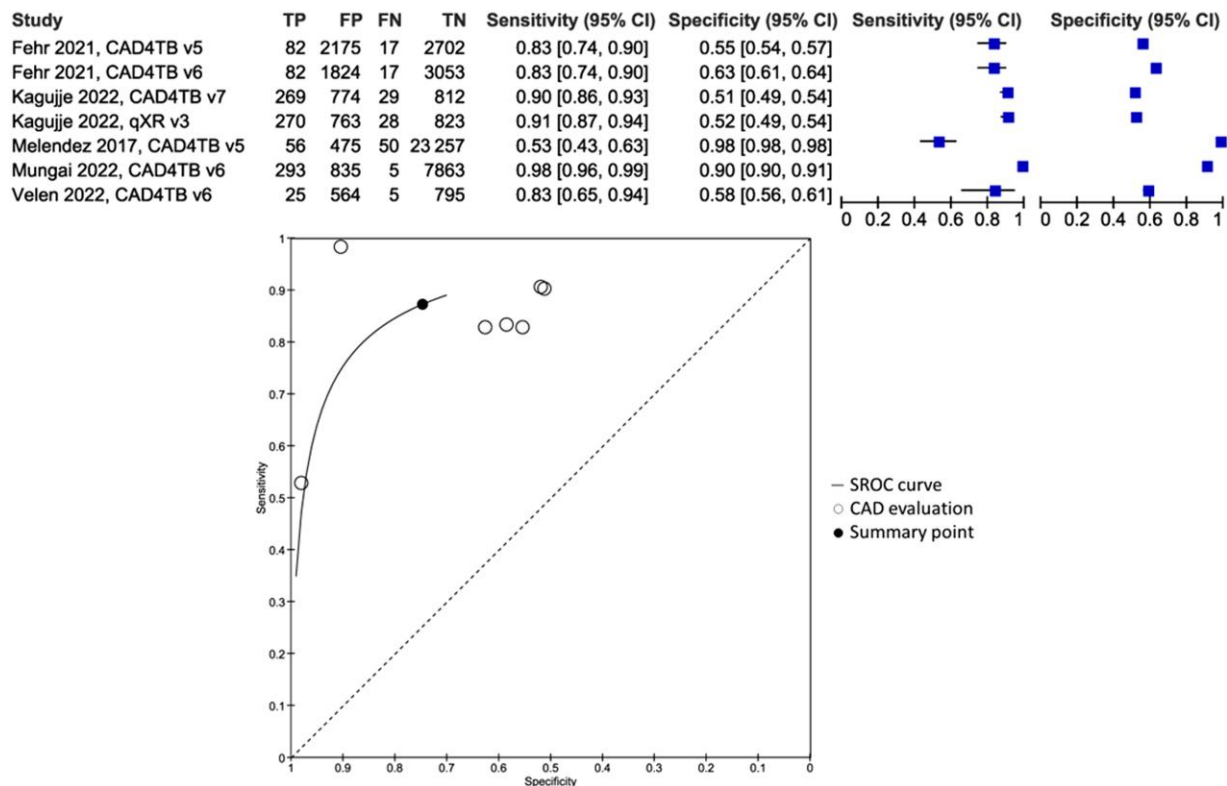 Study TP FP FN TN Sensitivity (95% CI) Specificity (95% CI) Sensitivity (95% CI) Specificity (95% CI)
Fehr 2021, CAD4TB v5 82 2175 17 2702 0.83 [0.74, 0.90] 0.55 [0.54, 0.57]
Fehr 2021, CAD4TB v6 82 1824 17 3053 0.83 [0.74, 0.90] 0.63 [0.61, 0.64]
Kagujje 2022, CAD4TB v7 269 774 29 812 0.90 [0.86, 0.93] 0.51 [0.49, 0.54]
Kagujje 2022, qXR v3 270 763 28 823 0.91 [0.87, 0.94] 0.52 [0.49, 0.54]
Melendez 2017, CAD4TB v5 56 475 50 23 257 0.53 [0.43, 0.63] 0.98 [0.98, 0.98]
Mungai 2022, CAD4TB v6 293 835 5 7863 0.98 [0.96, 0.99] 0.90 [0.90, 0.91]
Velen 2022, CAD4TB v6 25 564 5 795 0.83 [0.65, 0.94] 0.58 [0.56, 0.61]
0 0.2 0.4 0.6 0.8 1 0 0.2 0.4 0.6 0.8 1
1
0.9
0.8
0.7
0.6
0.5
0.4
0.3
0.2
0.1
0
Sensitivity
1 0.9 0.8 0.7 0.6 0.5 0.4 0.3 0.2 0.1 0
Specificity
SROC curve
CAD evaluation
Summary point